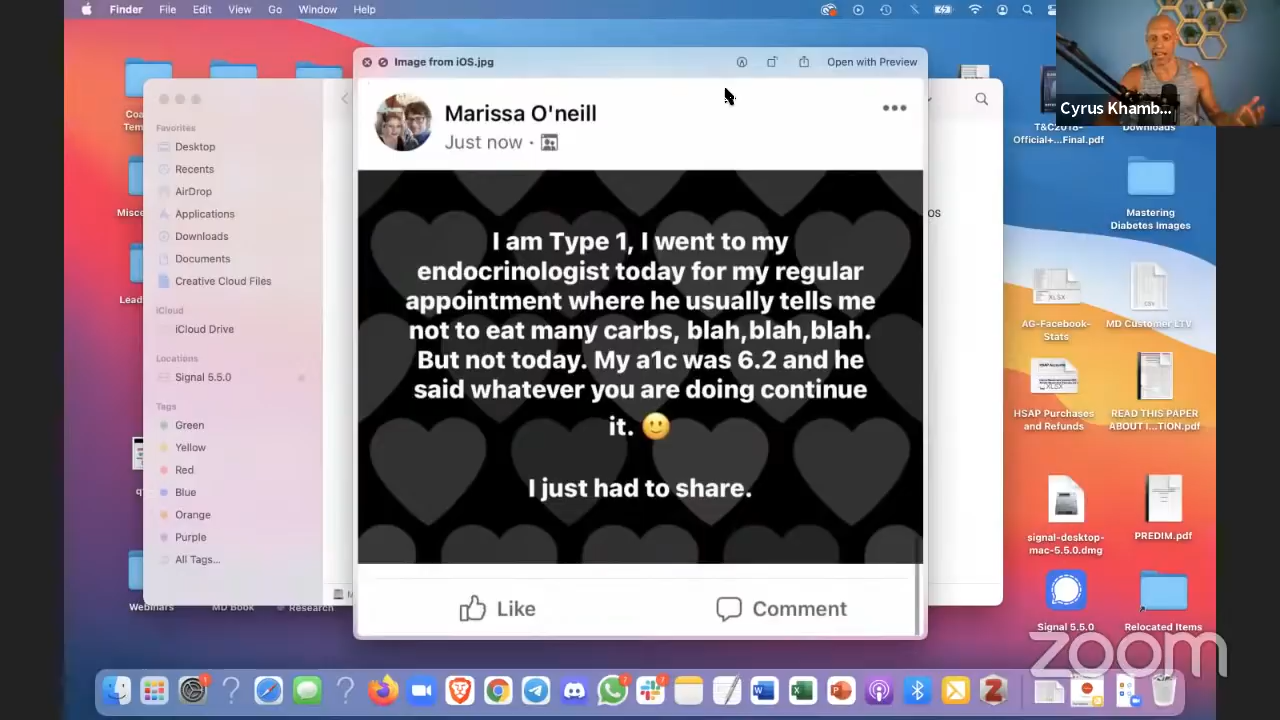 Finder File Edit View Go Window Help
Image from iOS.jpg
Open with Preview
Cyrus Khamb...
Marissa O'neill
Just now
I am Type 1, I went to my
endocrinologist today for my regular
appointment where he usually tells me
not to eat many carbs, blah,blah,blah.
But not today. My a1c was 6.2 and he
said whatever you are doing continue
it. 🙂
I just had to share.
Like
Comment
Favorites
Desktop
Recents
AirDrop
Applications
Downloads
Documents
Creative Cloud Files
iCloud
iCloud Drive
Locations
Signal 5.5.0
Tags
Green
Yellow
Red
Blue
Orange
Purple
All Tags...
Webinars
MD Book
Research
T&C2018-
Official+...Final.pdf
Downloads
Mastering
Diabetes Images
XLSX
AG-Facebook-
Stats
CSV
MD Customer LTV
XLSX
HSAP Purchases
and Refunds
READ THIS PAPER
ABOUT I...TION.pdf
signal-desktop-
mac-5.5.0.dmg
PREDIM.pdf
Signal 5.5.0
Relocated Items
zoom